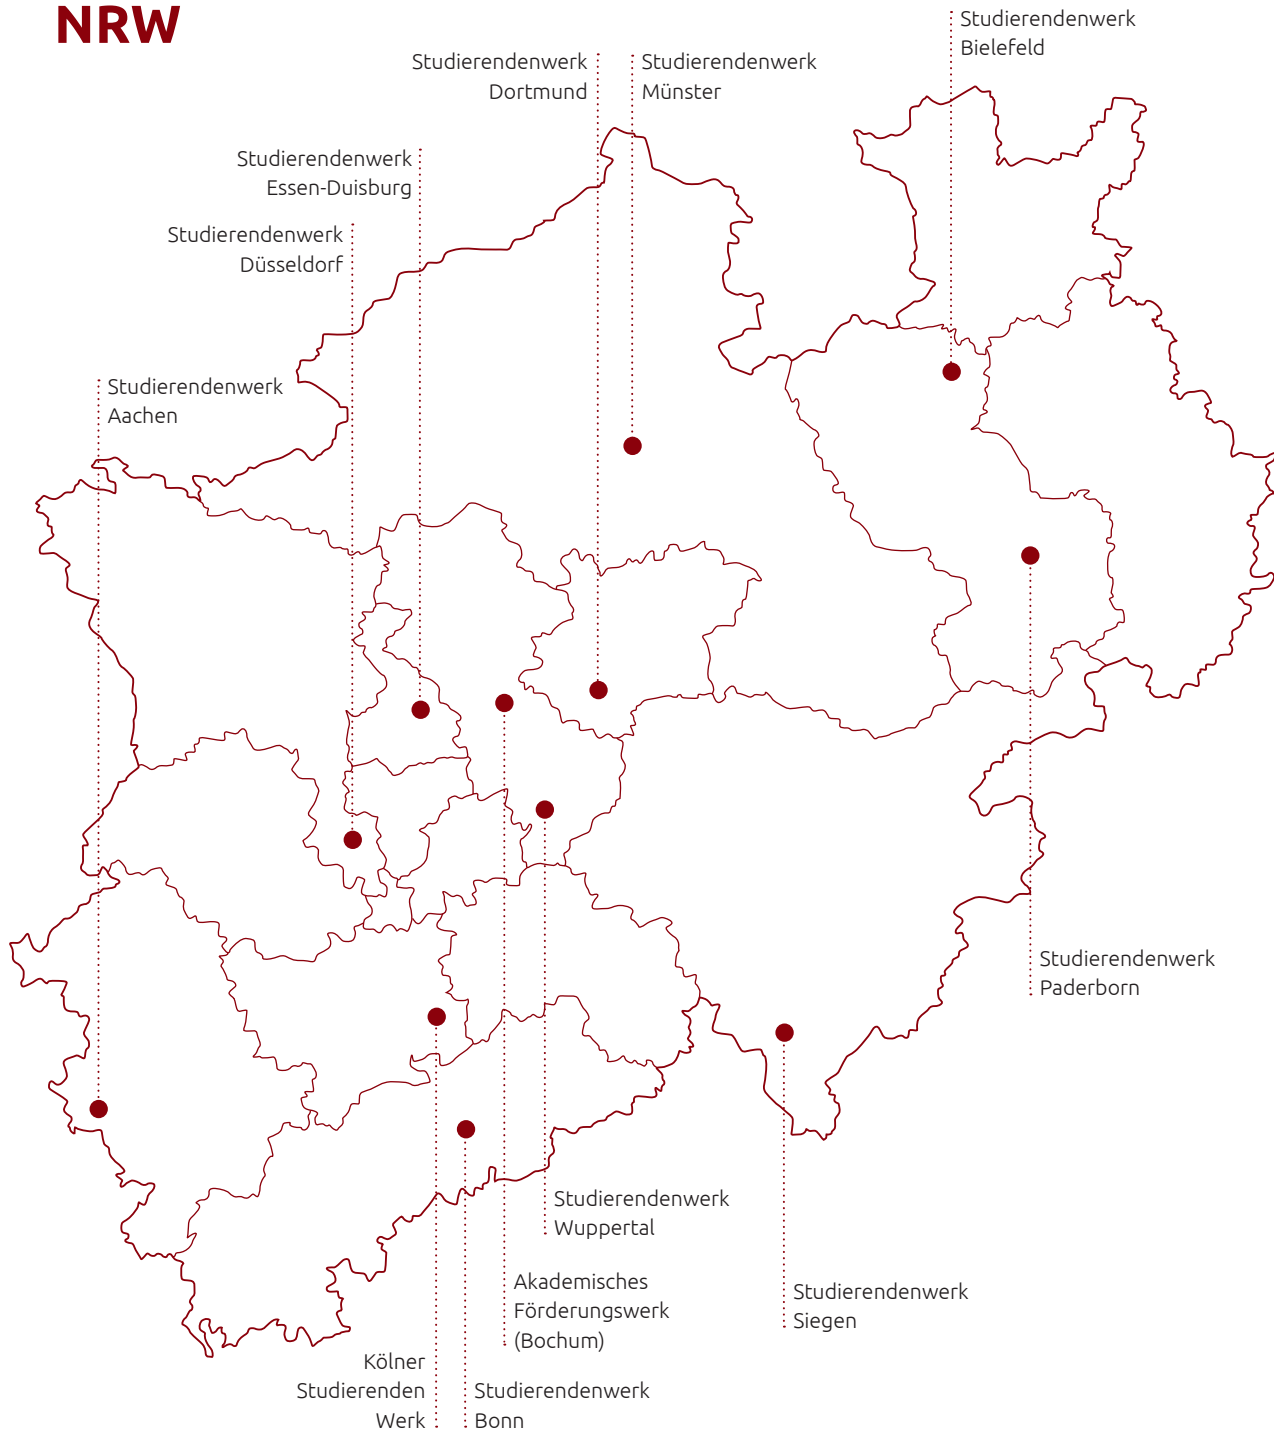 NRW
Studierendenwerk
Bielefeld
Studierendenwerk
Dortmund
Studierendenwerk
Münster
Studierendenwerk
Essen-Duisburg
Studierendenwerk
Düsseldorf
Studierendenwerk
Aachen
Studierendenwerk
Paderborn
Studierendenwerk
Wuppertal
Akademisches
Förderungswerk
(Bochum)
Studierendenwerk
Siegen
Kölner
Studierenden
Werk
Studierendenwerk
Bonn